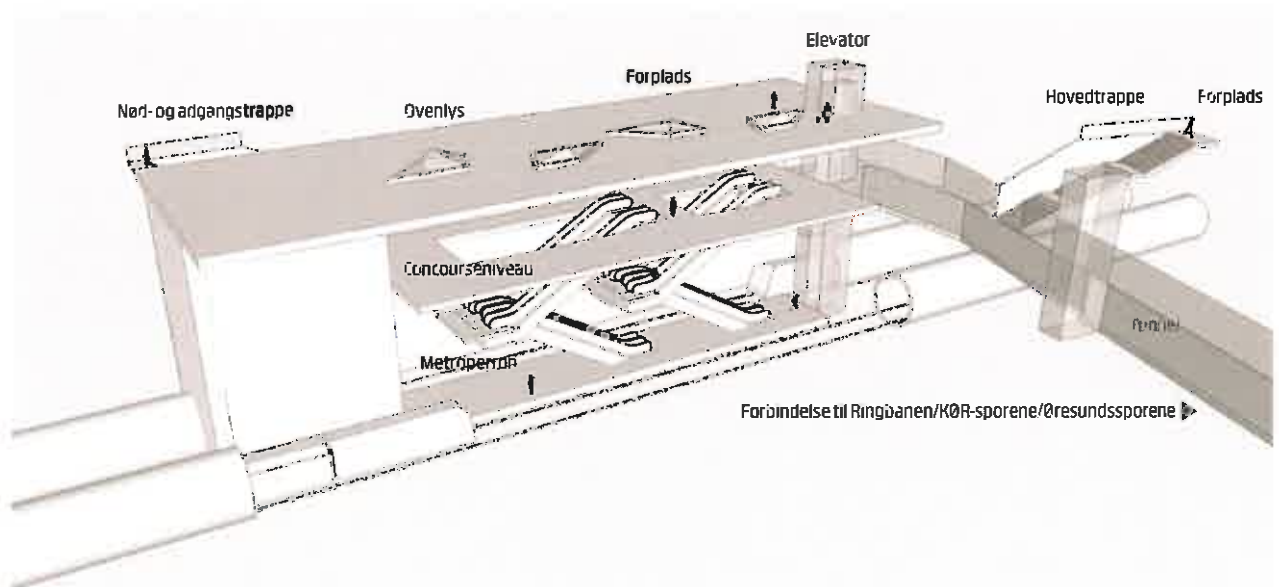 Elevator
Forplads
Hovedtrappe
Forplads
Nød- og adgangstrappe
Ovenlys
Concourseniveau
Metroperron
Forbindelse til Ringbanen/KØR-sporene/Øresundssporene